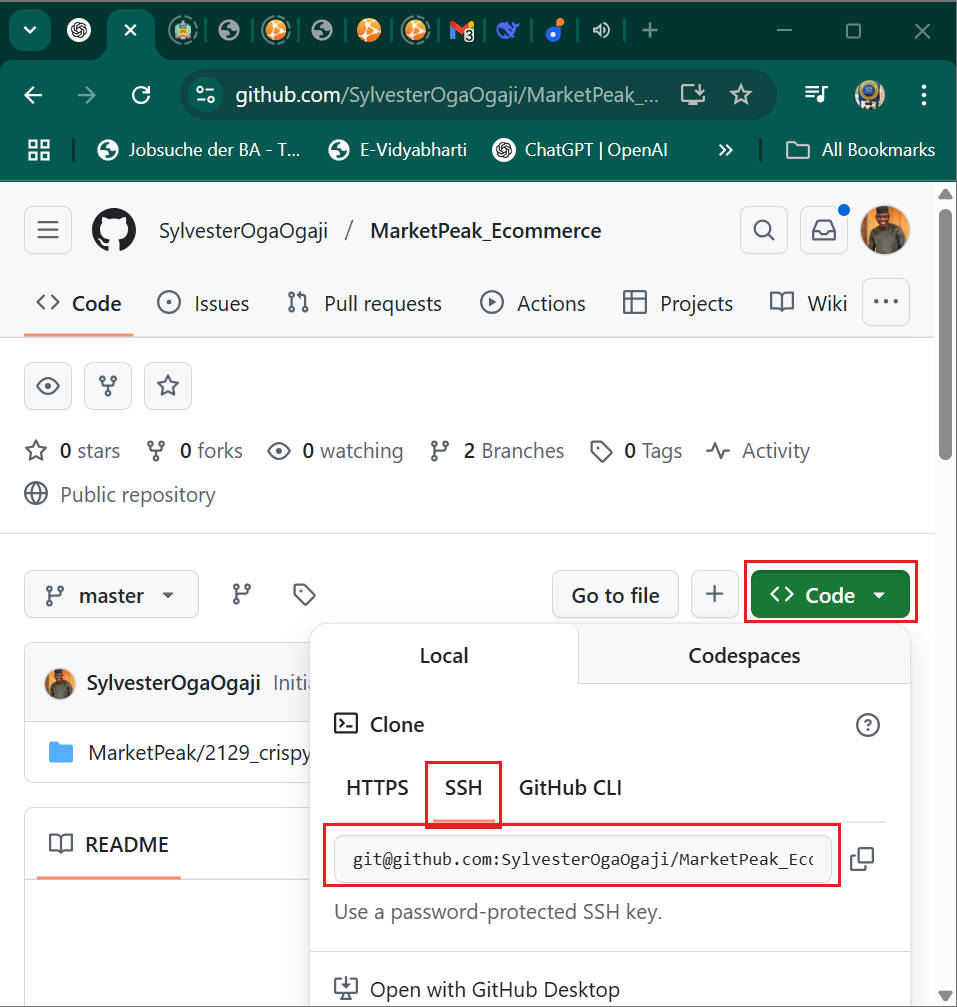 3
github.com/SylvesterOgaOgaji/MarketPeak_...
Jobsuche der BA - T... E-Vidyabharti ChatGPT | OpenAI » All Bookmarks
SylvesterOgaOgaji / MarketPeak_Ecommerce
Code Issues Pull requests Actions Projects Wiki ...
0 stars 0 forks 0 watching 2 Branches 0 Tags Activity
Public repository
master Go to file + Code
Local Codespaces
SylvesterOgaOgaji Initi
Clone
MarketPeak/2129_crispy
HTTPS SSH GitHub CLI
README
git@github.com:SylvesterOgaOgaji/MarketPeak_Ecc
Use a password-protected SSH key.
Open with GitHub Desktop